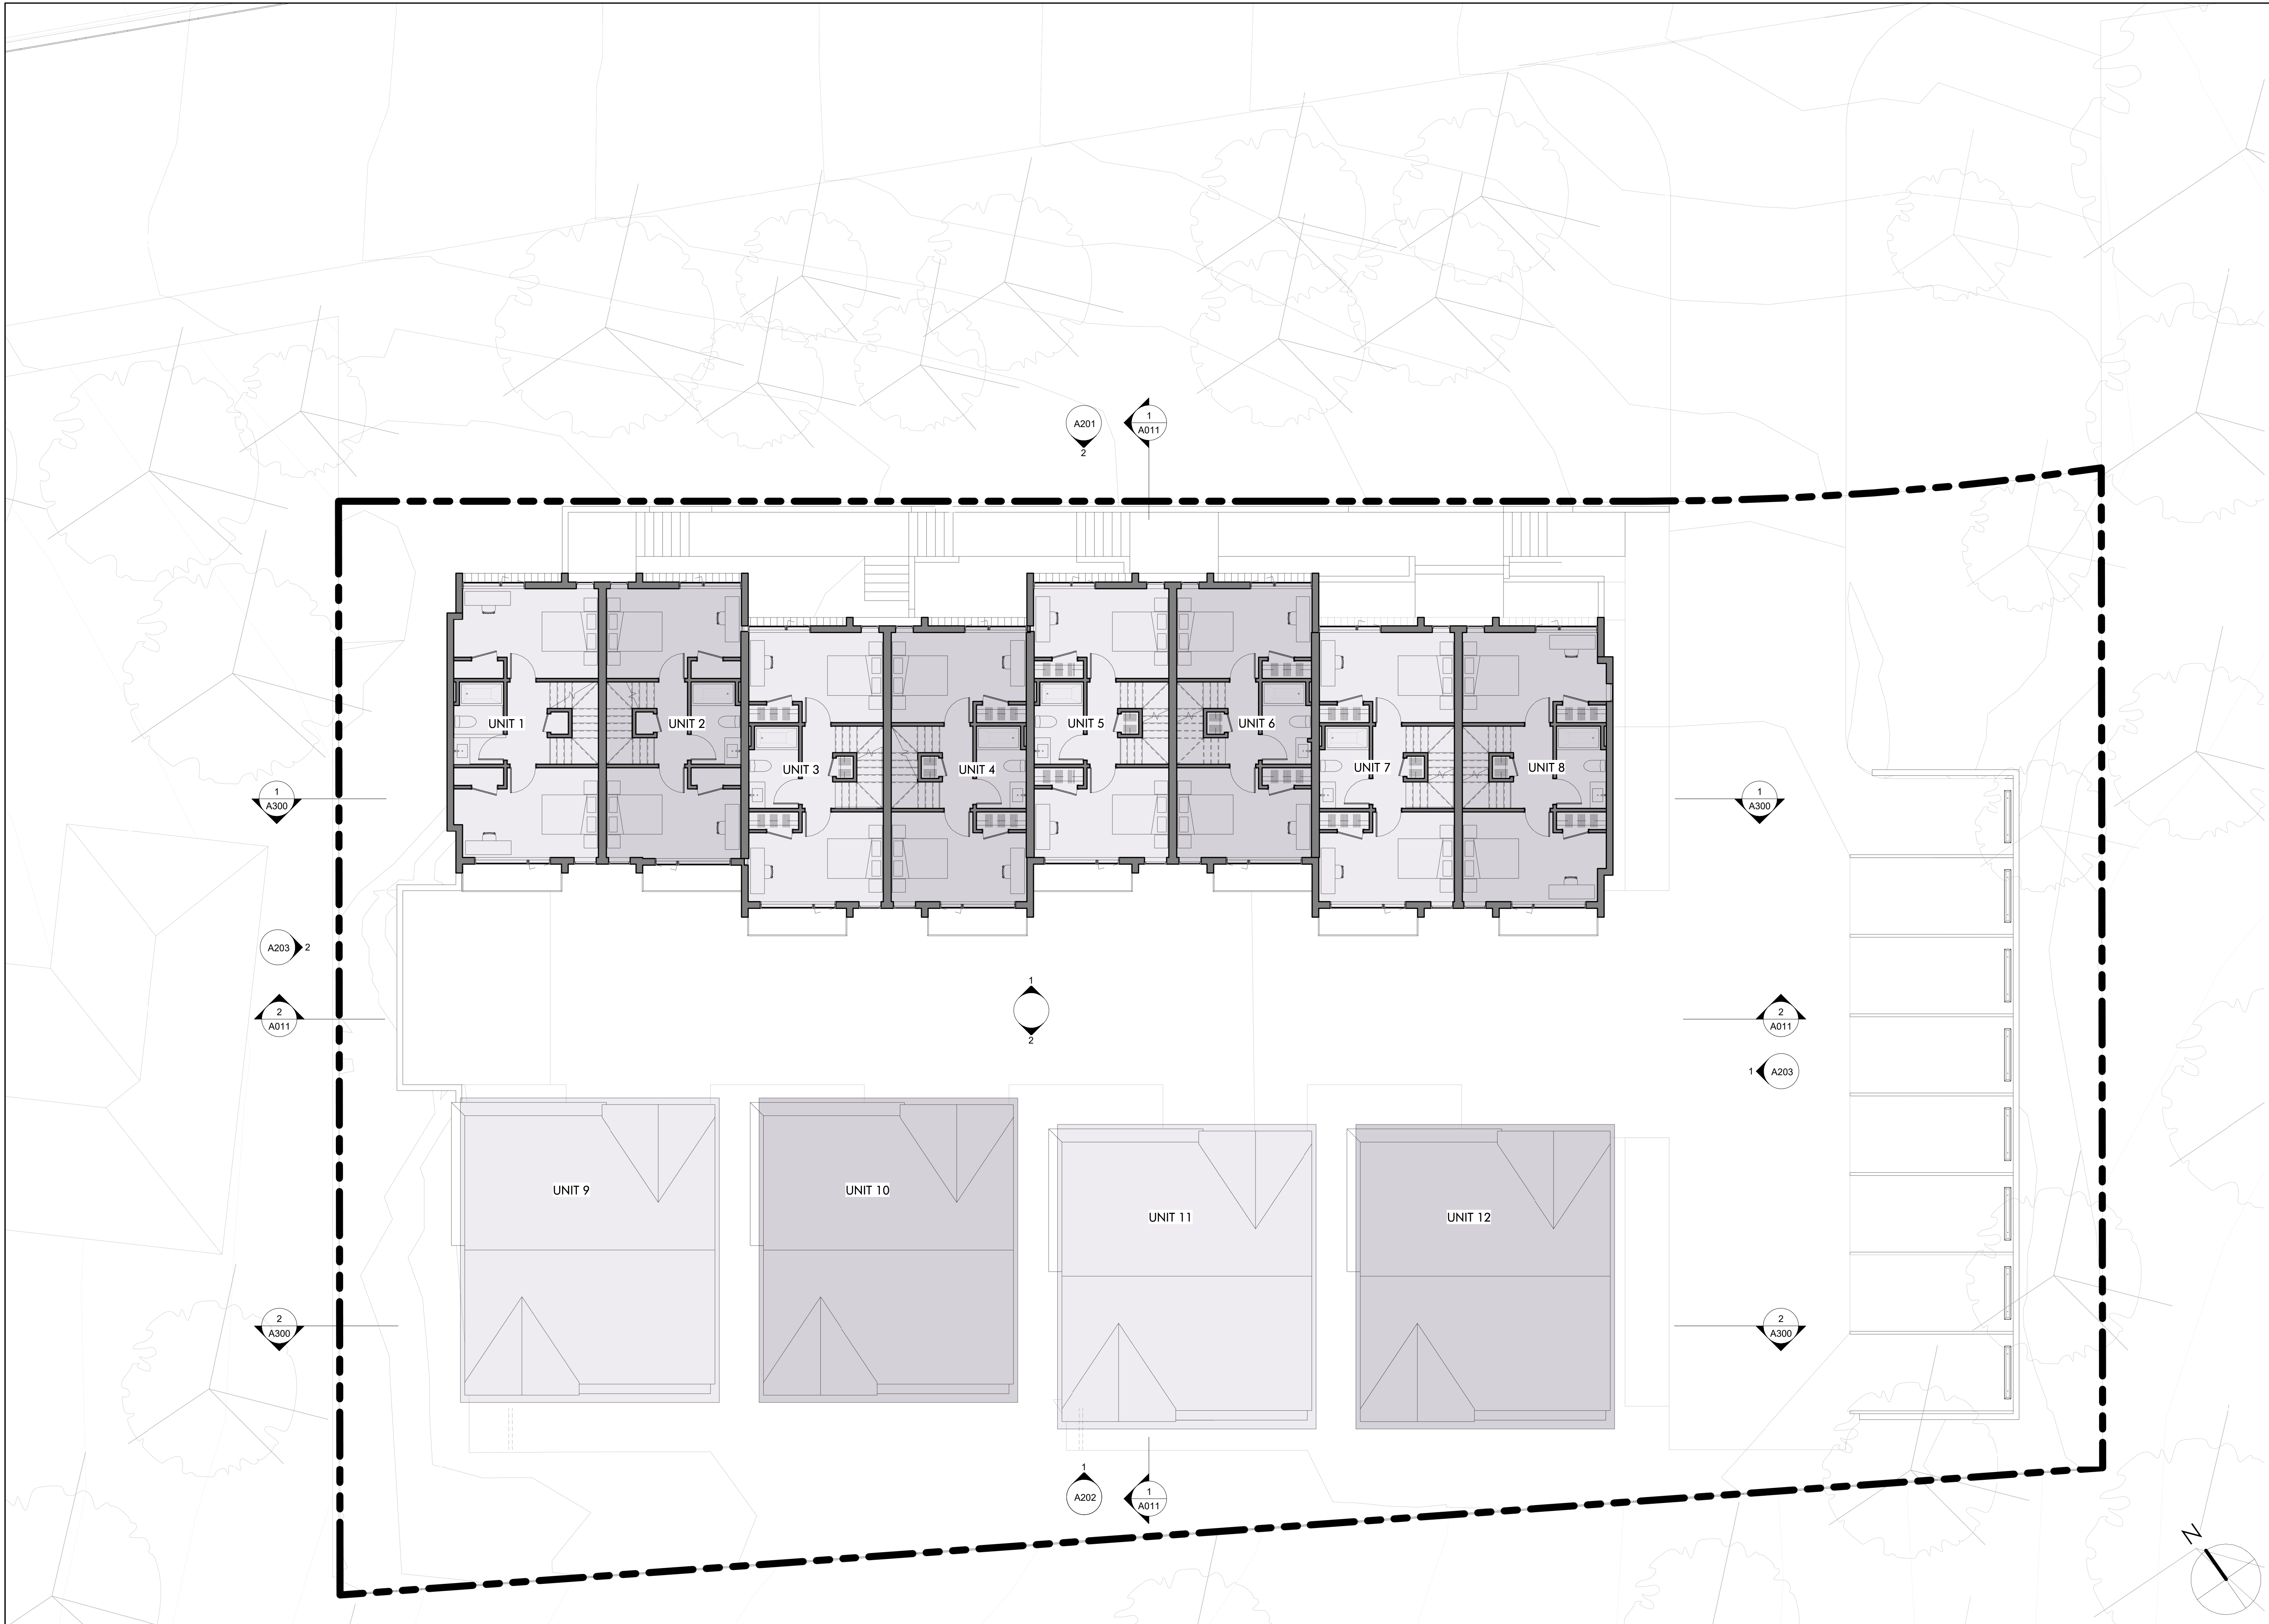 A201
2
1
A011
UNIT 1
UNIT 2
UNIT 5
UNIT 6
UNIT 3
UNIT 4
UNIT 7
UNIT 8
1
A300
1
A300
A203
2
1
2
2
A011
2
A011
1
A203
UNIT 9
UNIT 10
UNIT 11
UNIT 12
2
A300
2
A300
1
A202
1
A011
N